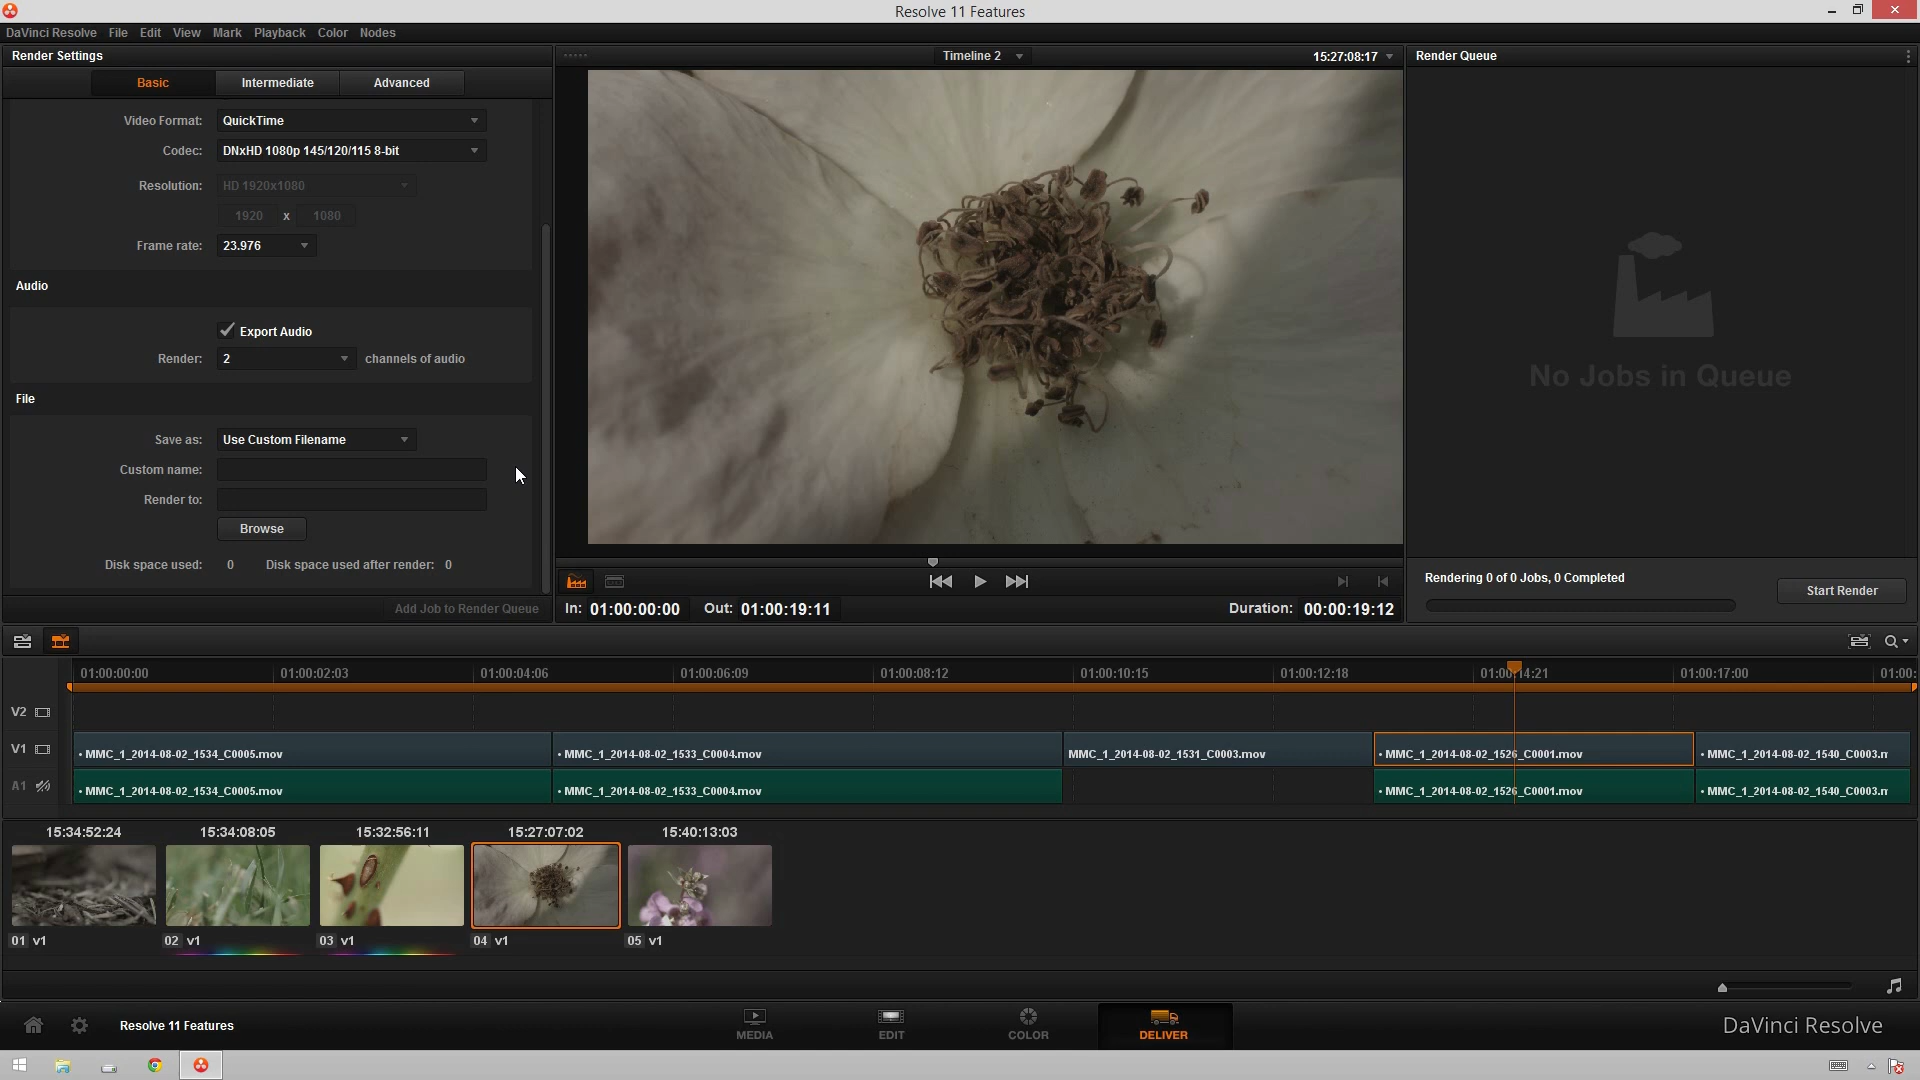 Resolve 11 Features
DaVinci Resolve File Edit View Mark Playback Color Nodes
Render Settings
Timeline 2
15:27:08:17
Render Queue
Basic Intermediate Advanced
Video Format: QuickTime
Codec: DNxHD 1080p 145/120/115 8-bit
Resolution: HD 1920x1080
1920 x 1080
Frame rate: 23.976
Audio
Export Audio
Render: 2 channels of audio
File
Save as: Use Custom Filename
Custom name:
Render to:
Browse
Disk space used: 0 Disk space used after render: 0
Add Job to Render Queue
In: 01:00:00:00 Out: 01:00:19:11
Duration: 00:00:19:12
No Jobs in Queue
Rendering 0 of 0 Jobs, 0 Completed
Start Render
01:00:00:00 01:00:02:03 01:00:04:06 01:00:06:09 01:00:08:12 01:00:10:15 01:00:12:18 01:00:14:21 01:00:17:00 01:00:
V2
V1 MMC_1_2014-08-02_1534_C0005.mov MMC_1_2014-08-02_1533_C0004.mov MMC_1_2014-08-02_1531_C0003.mov MMC_1_2014-08-02_1526_C0001.mov MMC_1_2014-08-02_1540_C0003.m
A1 MMC_1_2014-08-02_1534_C0005.mov MMC_1_2014-08-02_1533_C0004.mov MMC_1_2014-08-02_1526_C0001.mov MMC_1_2014-08-02_1540_C0003.m
15:34:52:24 15:34:08:05 15:32:56:11 15:27:07:02 15:40:13:03
01 v1 02 v1 03 v1 04 v1 05 v1
Resolve 11 Features
MEDIA EDIT COLOR DELIVER
DaVinci Resolve